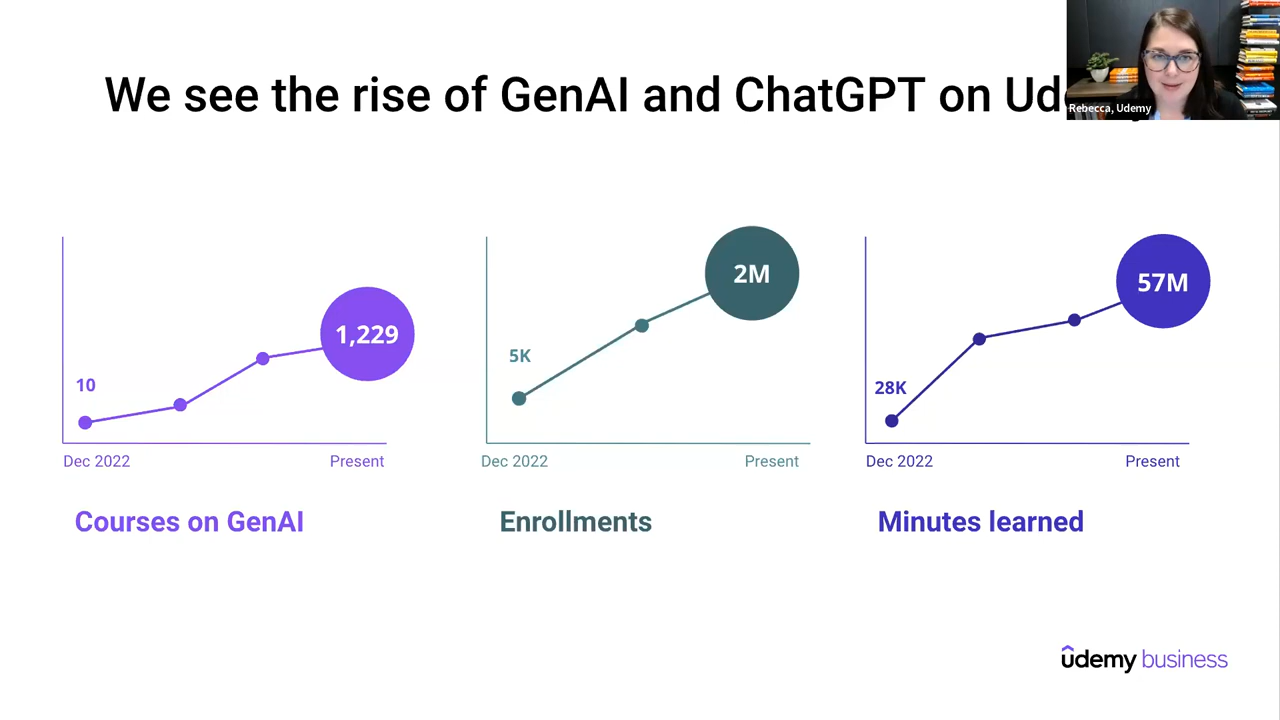 We see the rise of GenAI and ChatGPT on Ud
Rebecca, Udemy
10
1,229
Dec 2022
Present
Courses on GenAI
5K
2M
Dec 2022
Present
Enrollments
28K
57M
Dec 2022
Present
Minutes learned
ûdemy business